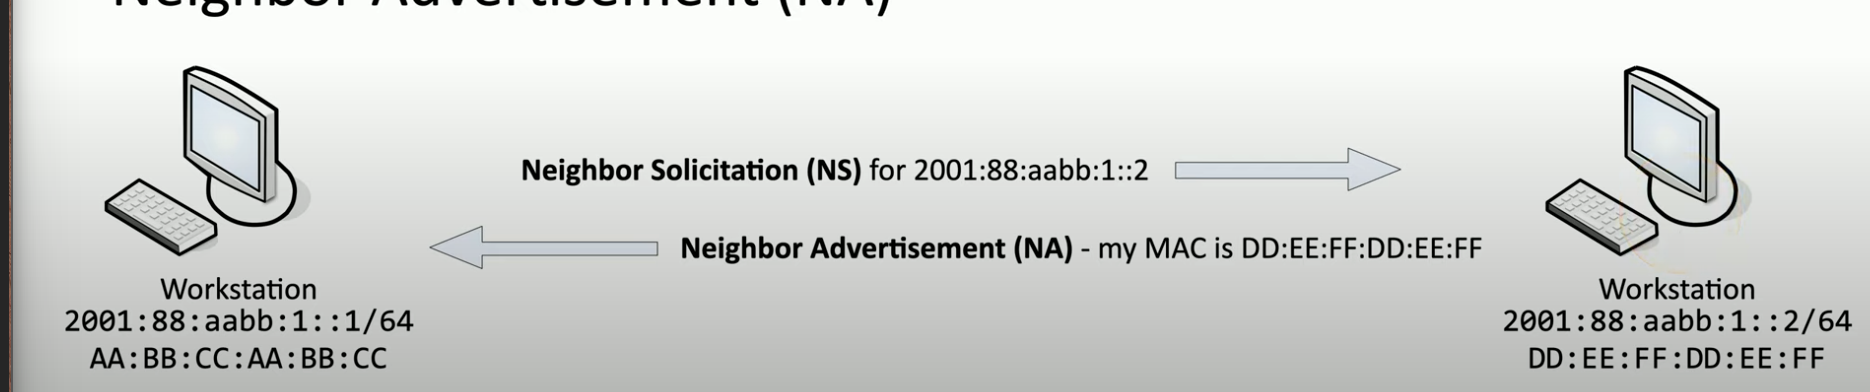 Neighbor Advertisement (NA)
Neighbor Solicitation (NS) for 2001:88:aabb:1::2
Neighbor Advertisement (NA) - my MAC is DD:EE:FF:DD:EE:FF
Workstation
2001:88:aabb:1::1/64
AA:BB:CC:AA:BB:CC
Workstation
2001:88:aabb:1::2/64
DD:EE:FF:DD:EE:FF